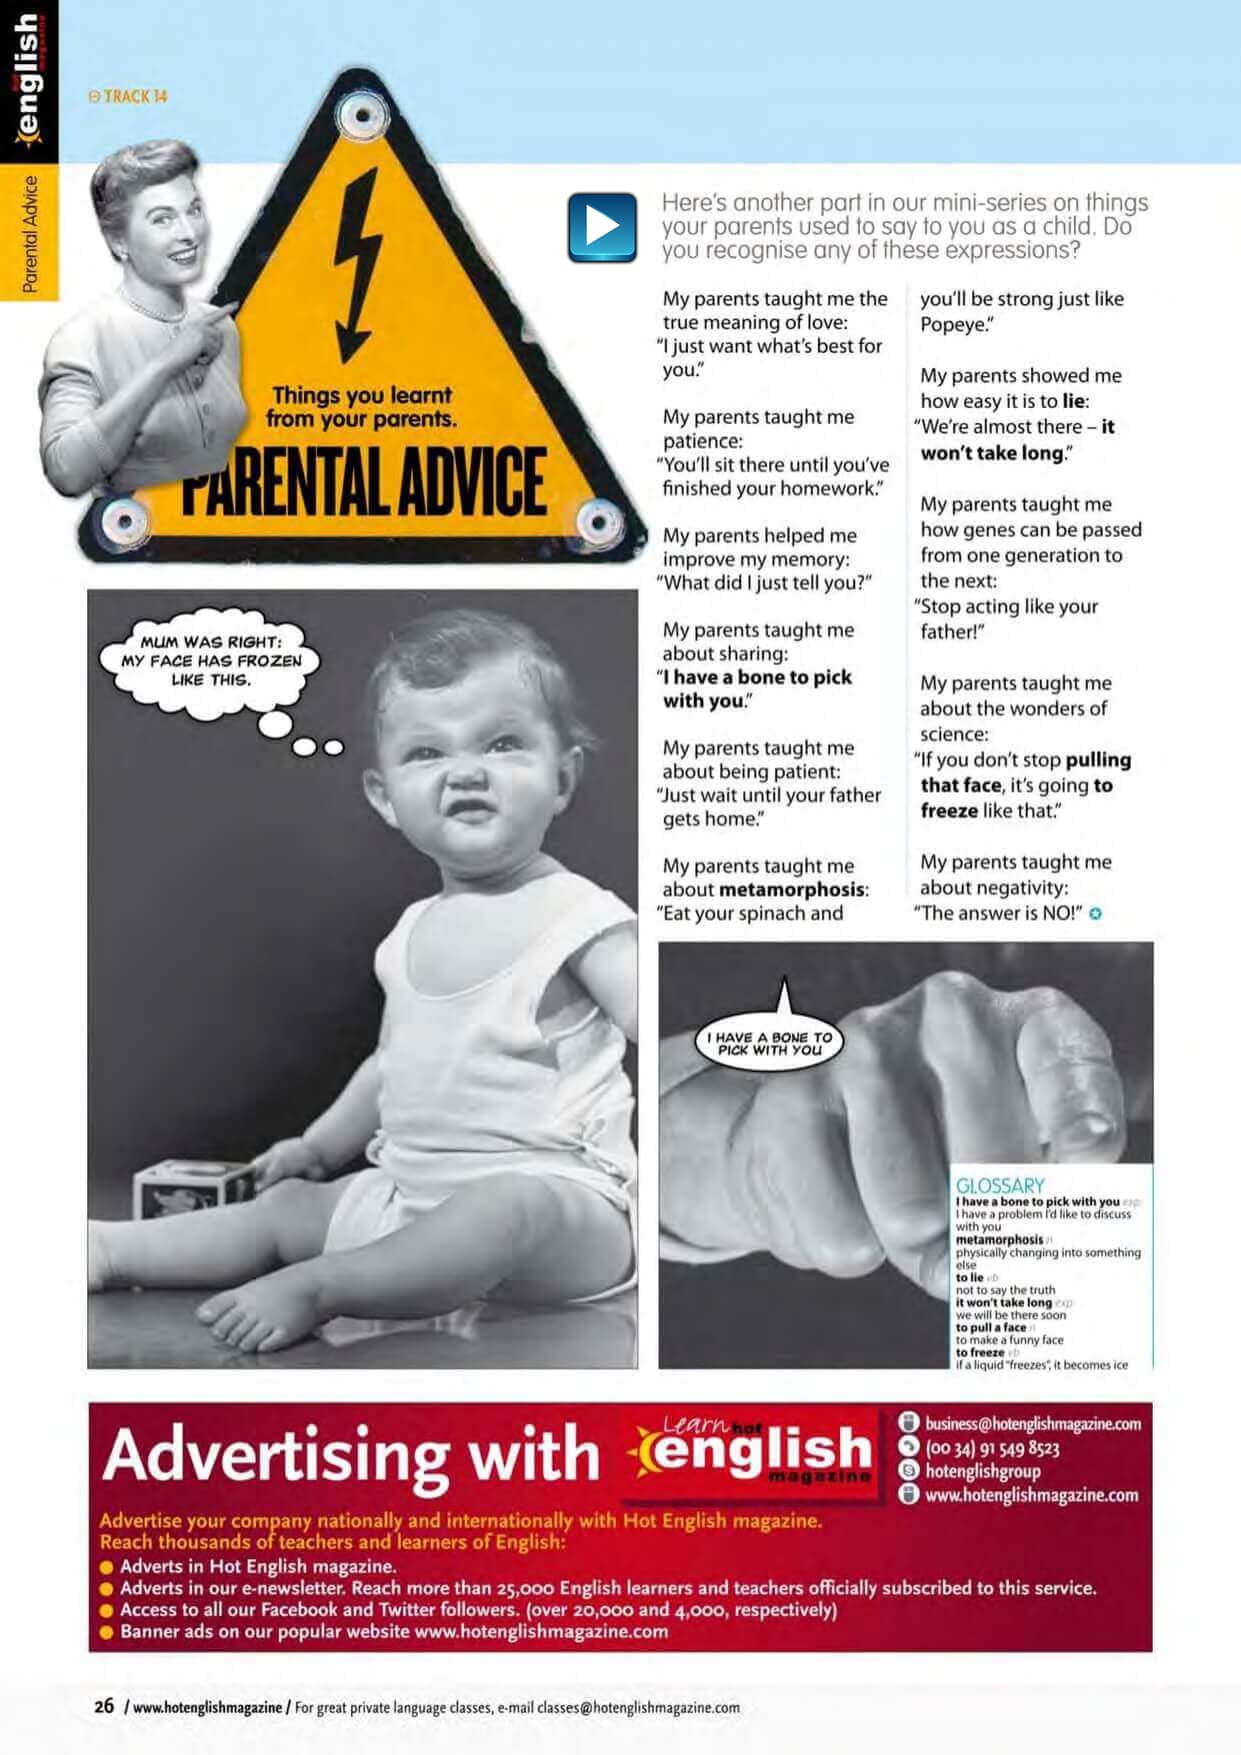 hot
english
magazine
Parental Advice
TRACK 14
Things you learnt
from your parents.
PARENTAL ADVICE
Here's another part in our mini-series on things
your parents used to say to you as a child. Do
you recognise any of these expressions?
My parents taught me the
true meaning of love:
"I just want what's best for
you."
My parents taught me
patience:
"You'll sit there until you've
finished your homework."
My parents helped me
improve my memory:
"What did I just tell you?"
My parents taught me
about sharing:
"I have a bone to pick
with you."
My parents taught me
about being patient:
"Just wait until your father
gets home."
My parents taught me
about metamorphosis:
"Eat your spinach and
you'll be strong just like
Popeye."
My parents showed me
how easy it is to lie:
"We're almost there – it
won't take long."
My parents taught me
how genes can be passed
from one generation to
the next:
"Stop acting like your
father!"
My parents taught me
about the wonders of
science:
"If you don't stop pulling
that face, it's going to
freeze like that."
My parents taught me
about negativity:
"The answer is NO!"
MUM WAS RIGHT:
MY FACE HAS FROZEN
LIKE THIS.
I HAVE A BONE TO
PICK WITH YOU
GLOSSARY
I have a bone to pick with you exp
I have a problem I'd like to discuss
with you
metamorphosis n
physically changing into something
else
to lie vb
not to say the truth
it won't take long exp
we will be there soon
to pull a face n
to make a funny face
to freeze vb
if a liquid "freezes", it becomes ice
Advertising with
Learn hot
english
magazine
business@hotenglishmagazine.com
(00 34) 91 549 8523
hotenglishgroup
www.hotenglishmagazine.com
Advertise your company nationally and internationally with Hot English magazine.
Reach thousands of teachers and learners of English:
Adverts in Hot English magazine.
Adverts in our e-newsletter. Reach more than 25,000 English learners and teachers officially subscribed to this service.
Access to all our Facebook and Twitter followers. (over 20,000 and 4,000, respectively)
Banner ads on our popular website www.hotenglishmagazine.com
26 / www.hotenglishmagazine / For great private language classes, e-mail classes@hotenglishmagazine.com